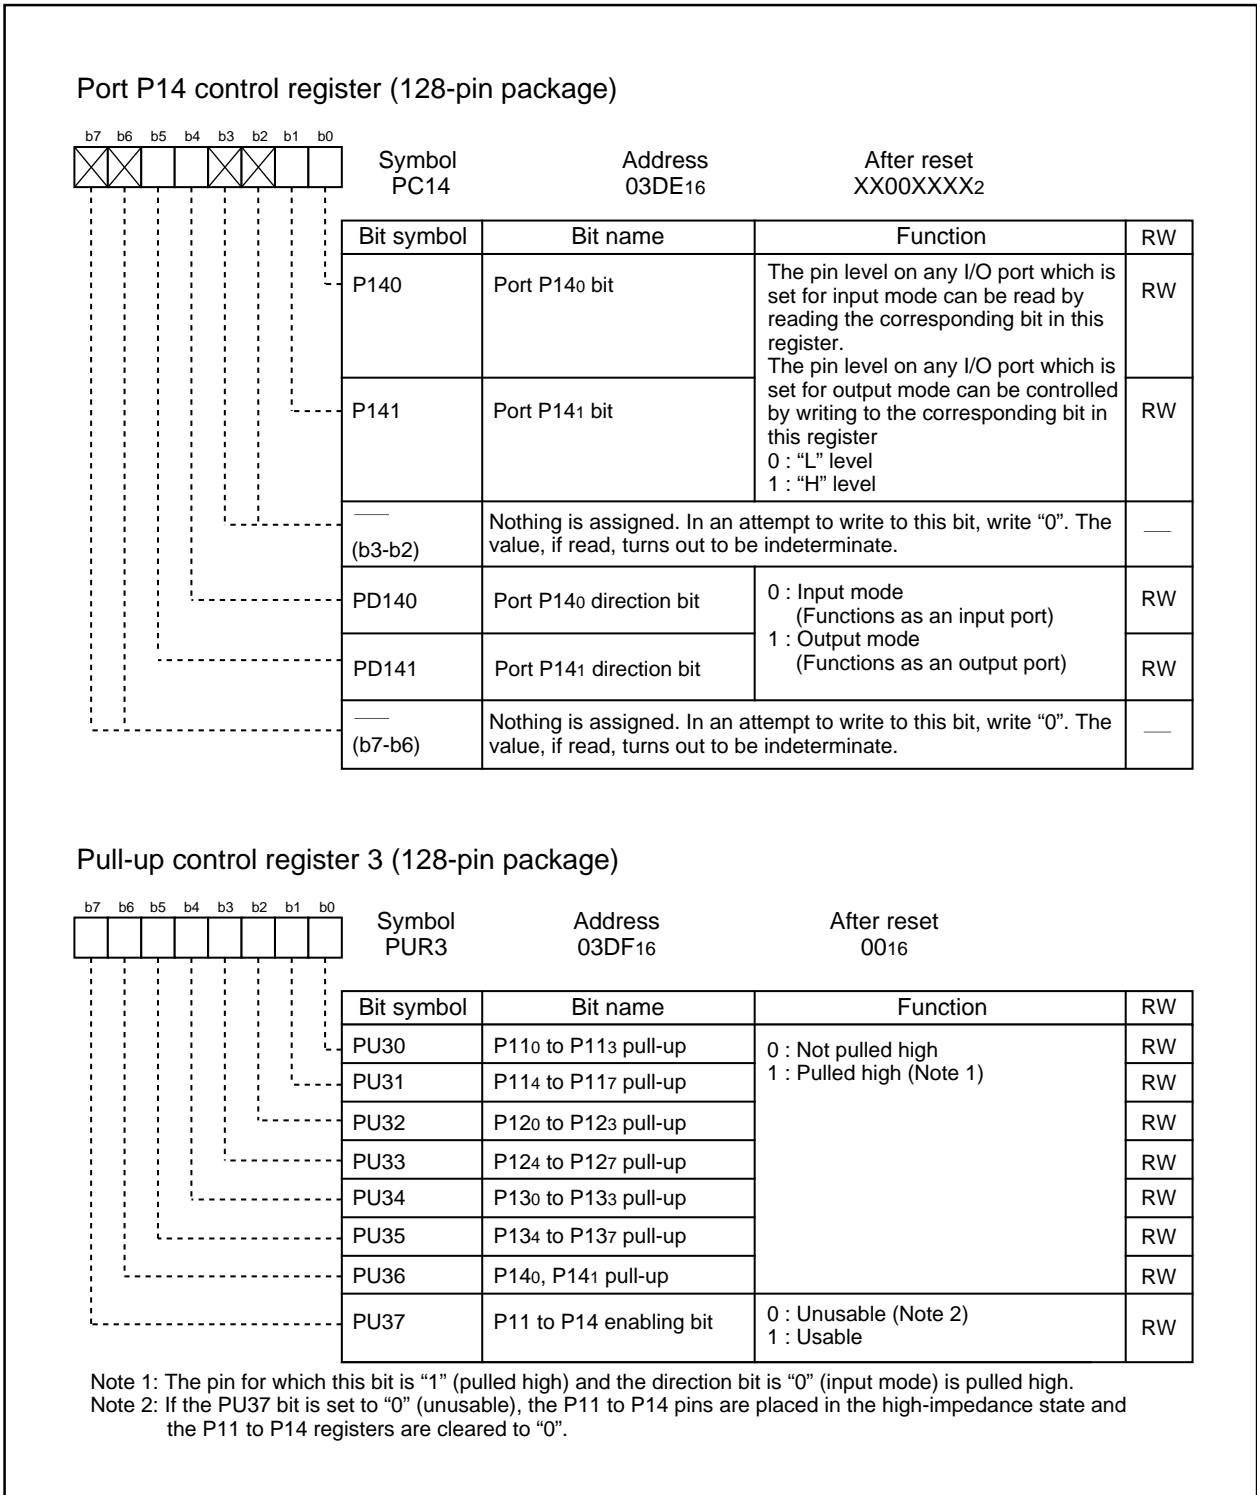 Port P14 control register (128-pin package)
b7 b6 b5 b4 b3 b2 b1 b0
Symbol Address After reset
PC14 03DE16 XX00XXXX2
Bit symbol Bit name Function RW
P140 Port P140 bit The pin level on any I/O port which is RW
set for input mode can be read by
reading the corresponding bit in this
register.
The pin level on any I/O port which is
set for output mode can be controlled
P141 Port P141 bit by writing to the corresponding bit in RW
this register
0 : “L” level
1 : “H” level
Nothing is assigned. In an attempt to write to this bit, write “0”. The
(b3-b2) value, if read, turns out to be indeterminate.
PD140 Port P140 direction bit 0 : Input mode RW
(Functions as an input port)
1 : Output mode
PD141 Port P141 direction bit (Functions as an output port) RW
Nothing is assigned. In an attempt to write to this bit, write “0”. The
(b7-b6) value, if read, turns out to be indeterminate.
Pull-up control register 3 (128-pin package)
b7 b6 b5 b4 b3 b2 b1 b0
Symbol Address After reset
PUR3 03DF16 0016
Bit symbol Bit name Function RW
PU30 P110 to P113 pull-up 0 : Not pulled high RW
PU31 P114 to P117 pull-up 1 : Pulled high (Note 1) RW
PU32 P120 to P123 pull-up RW
PU33 P124 to P127 pull-up RW
PU34 P130 to P133 pull-up RW
PU35 P134 to P137 pull-up RW
PU36 P140, P141 pull-up RW
PU37 P11 to P14 enabling bit 0 : Unusable (Note 2) RW
1 : Usable
Note 1: The pin for which this bit is “1” (pulled high) and the direction bit is “0” (input mode) is pulled high.
Note 2: If the PU37 bit is set to “0” (unusable), the P11 to P14 pins are placed in the high-impedance state and
the P11 to P14 registers are cleared to “0”.